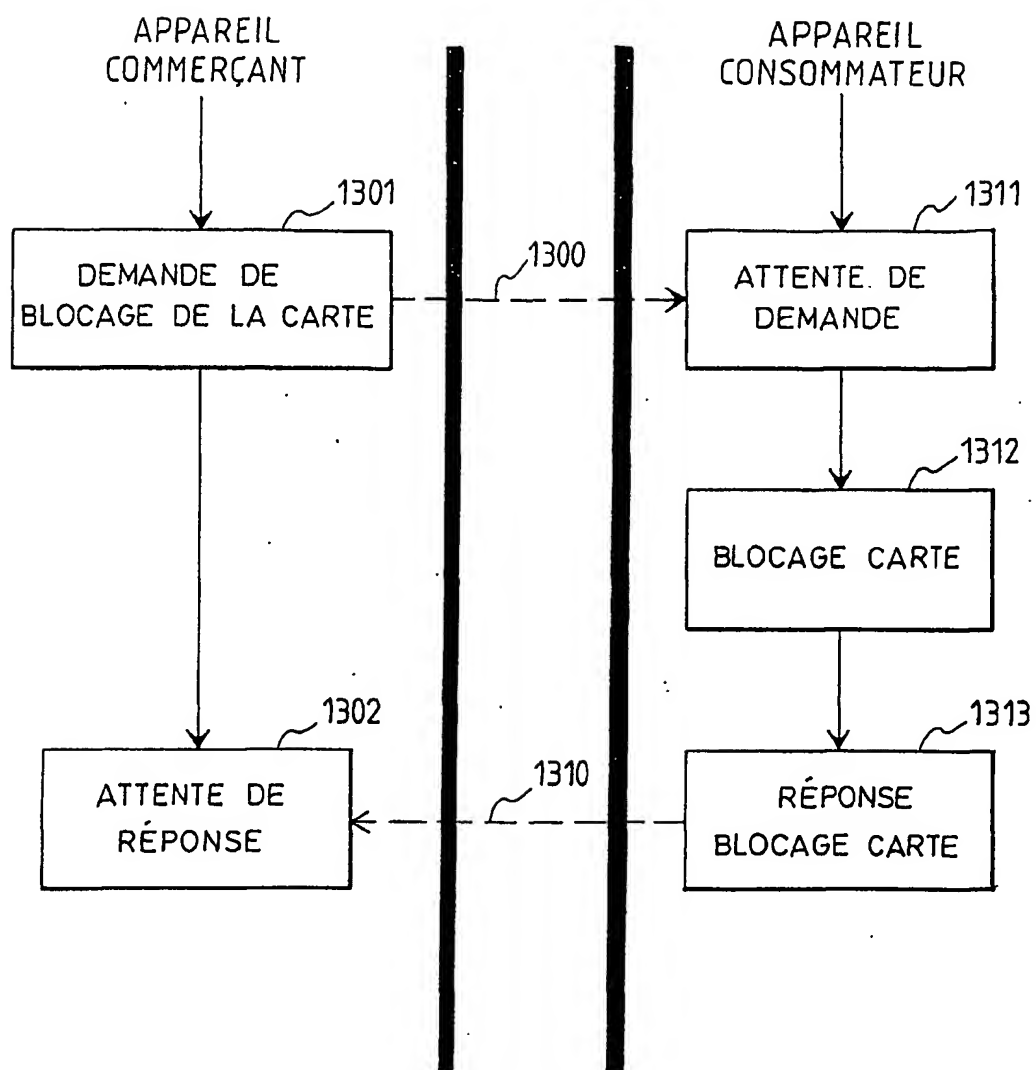 APPAREIL
COMMERÇANT
APPAREIL
CONSOMMATEUR
1301
DEMANDE DE
BLOCAGE DE LA CARTE
1300
1311
ATTENTE. DE
DEMANDE
1312
BLOCAGE CARTE
1302
ATTENTE DE
RÉPONSE
1310
1313
RÉPONSE
BLOCAGE CARTE